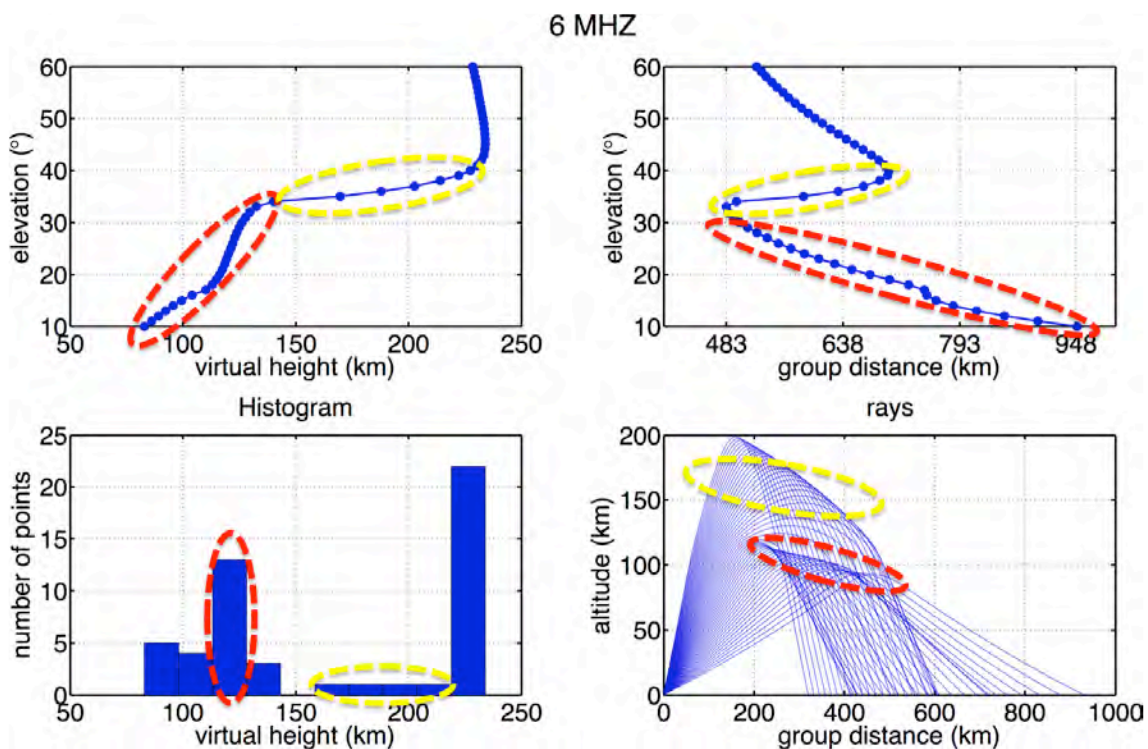 6 MHZ
60
50
40
30
20
10
elevation (°)
50 100 150 200 250
virtual height (km)
60
50
40
30
20
10
elevation (°)
483 638 793 948
group distance (km)
Histogram
25
20
15
10
5
0
number of points
50 100 150 200 250
virtual height (km)
rays
200
150
100
50
0
altitude (km)
0 200 400 600 800 1000
group distance (km)